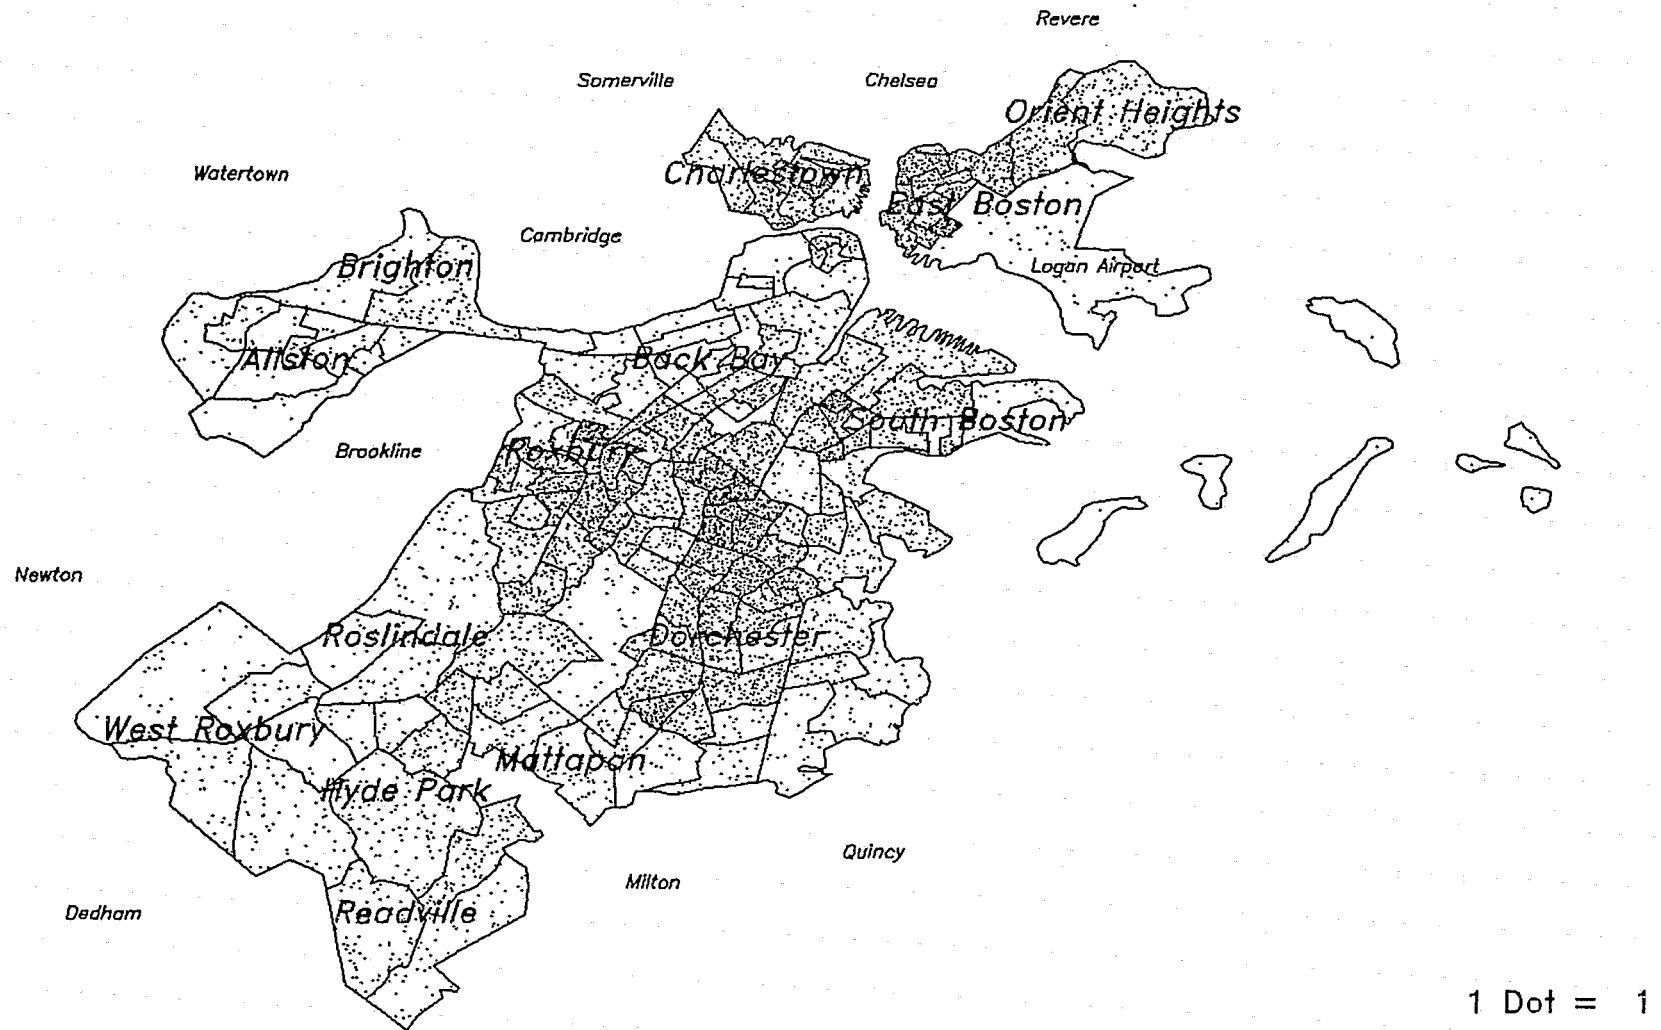 Revere
Somerville
Chelsea
Orient Heights
Watertown
Charlestown
East Boston
Cambridge
Brighton
Logan Airport
Allston
Back Bay
South Boston
Brookline
Roxbury
Newton
Roslindale
Dorchester
West Roxbury
Mattapan
Hyde Park
Quincy
Milton
Dedham
Readville
1 Dot = 1